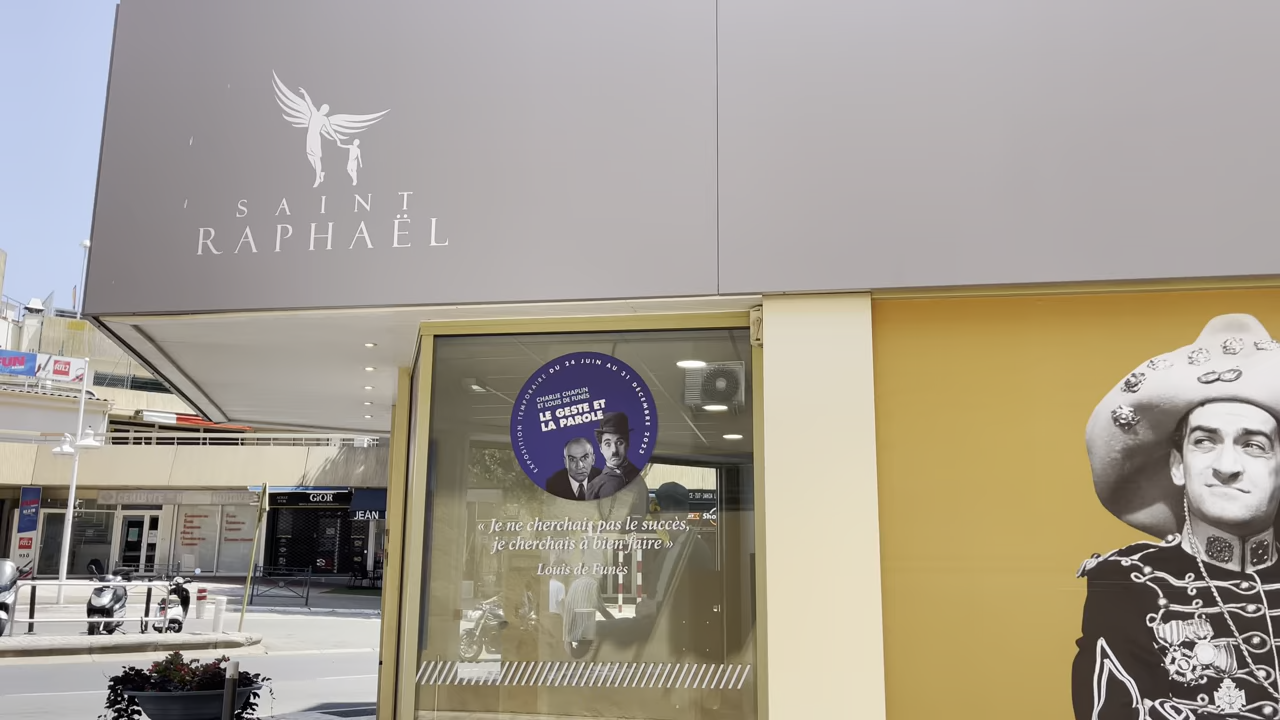 SAINT
RAPHAËL
EXPOSITION TEMPORAIRE DU 24 JUIN AU 31 DÉCEMBRE 2023
CHARLIE CHAPLIN
ET LOUIS DE FUNÈS
LE GESTE ET
LA PAROLE
« Je ne cherchais pas le succès,
je cherchais à bien faire »
Louis de Funès
FUN
RTL2
GiOR
JEAN